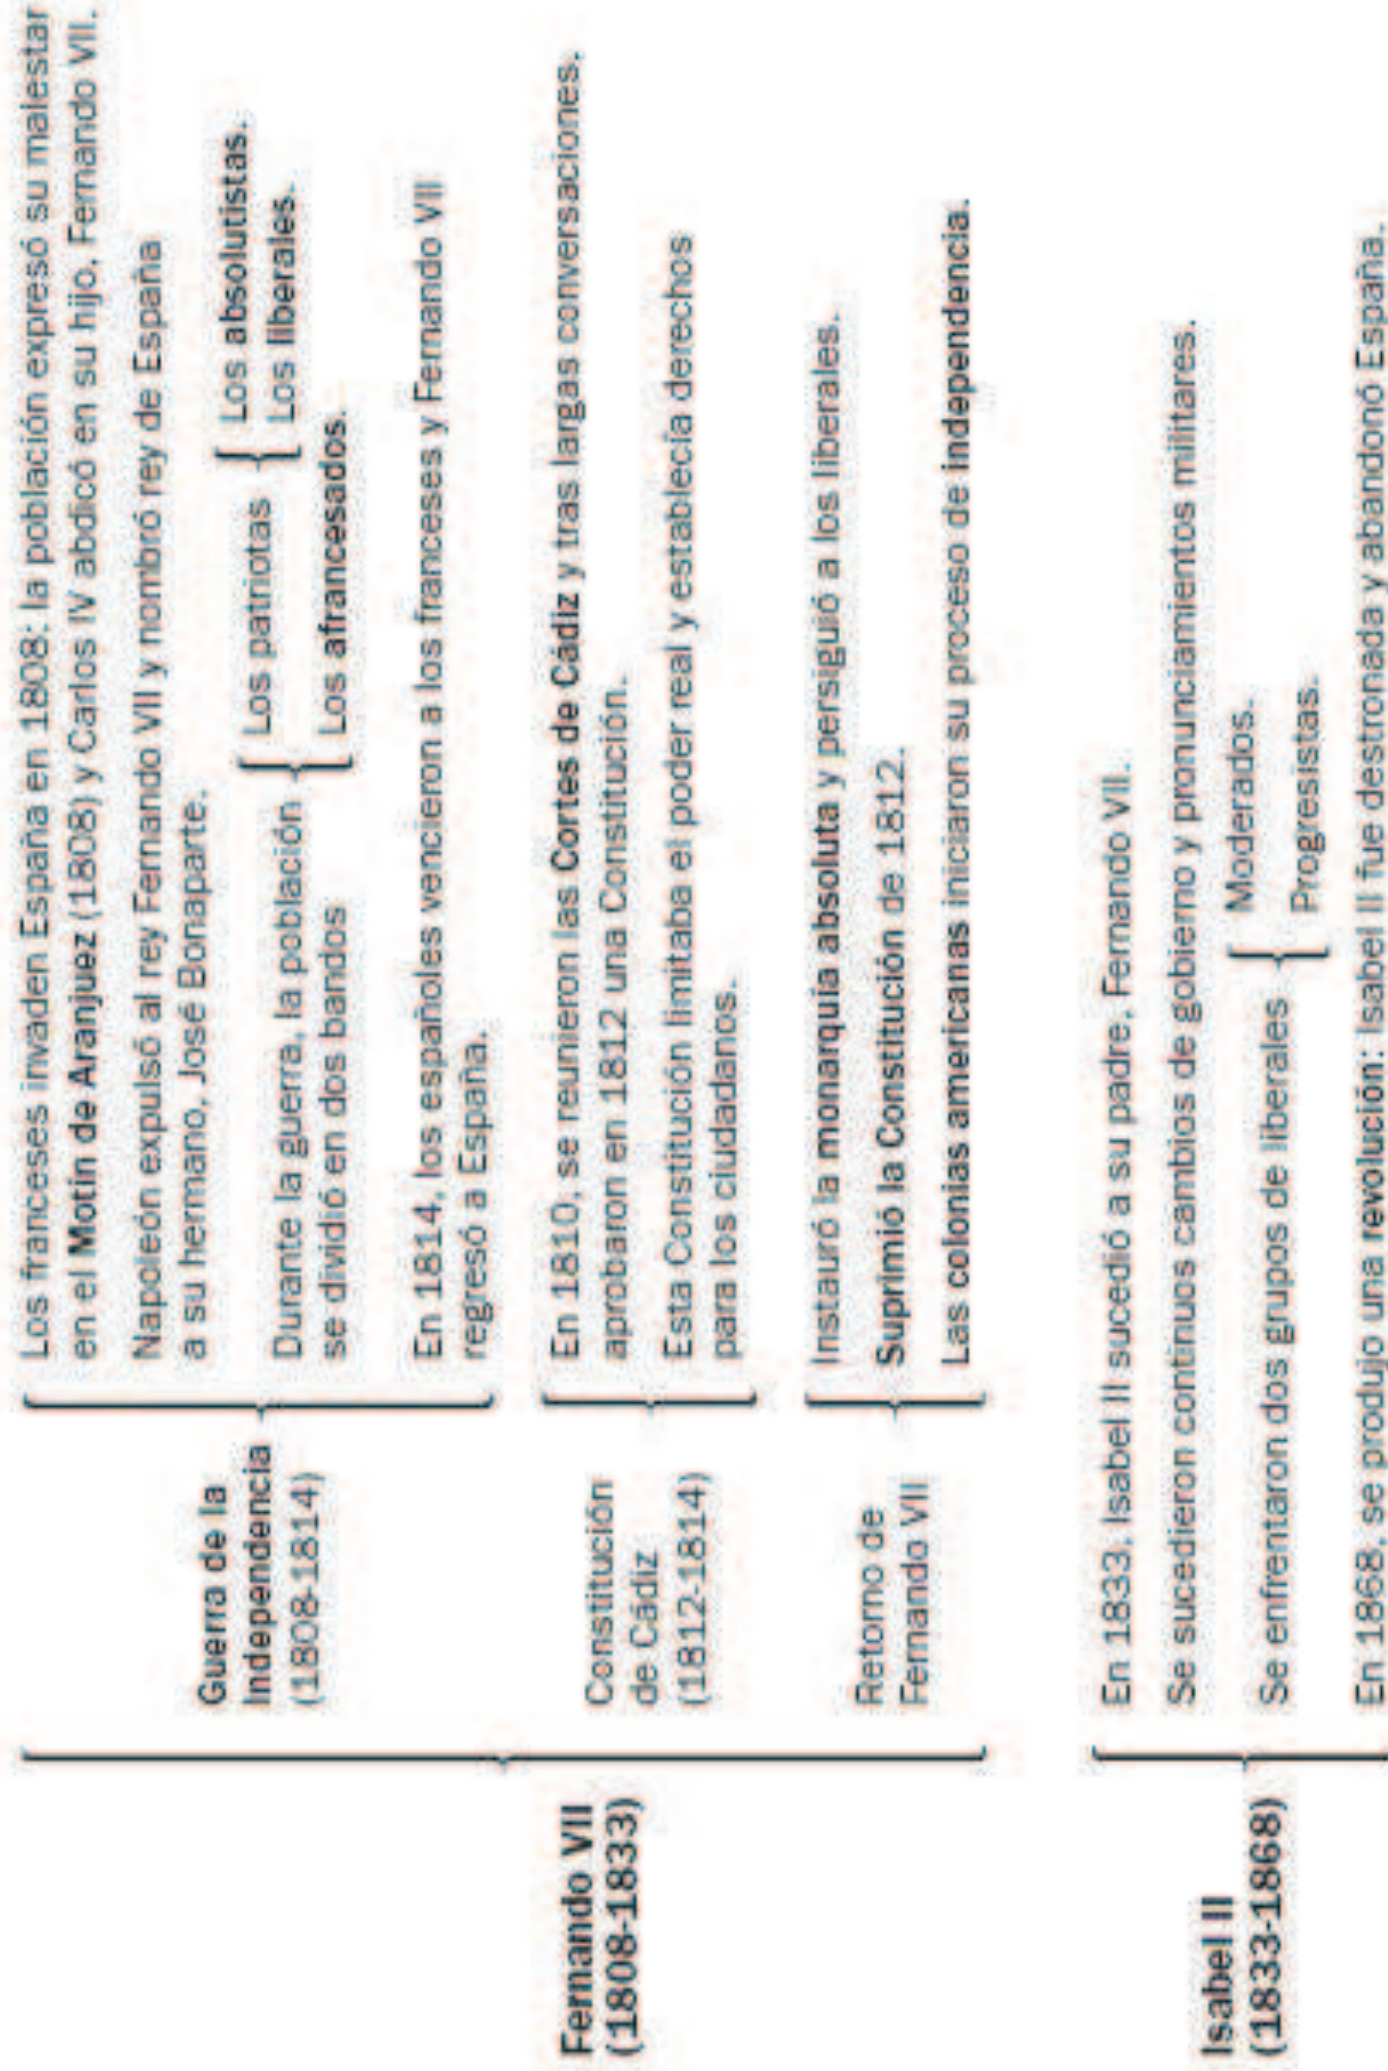 Fernando VII
(1808-1833)
Guerra de la
Independencia
(1808-1814)
Los franceses invaden España en 1808: la población expresó su malestar
en el Motín de Aranjuez (1808) y Carlos IV abdicó en su hijo, Fernando VII.
Napoleón expulsó al rey Fernando VII y nombró rey de España
a su hermano, José Bonaparte.
Durante la guerra, la población
se dividió en dos bandos
Los patriotas
Los absolutistas.
Los liberales.
Los afrancesados.
En 1814, los españoles vencieron a los franceses y Fernando VII
regresó a España.
Constitución
de Cádiz
(1812-1814)
En 1810, se reunieron las Cortes de Cádiz y tras largas conversaciones,
aprobaron en 1812 una Constitución.
Esta Constitución limitaba el poder real y establecía derechos
para los ciudadanos.
Retorno de
Fernando VII
Instauró la monarquía absoluta y persiguió a los liberales.
Suprimió la Constitución de 1812.
Las colonias americanas iniciaron su proceso de independencia.
Isabel II
(1833-1868)
En 1833, Isabel II sucedió a su padre, Fernando VII.
Se sucedieron continuos cambios de gobierno y pronunciamientos militares.
Se enfrentaron dos grupos de liberales
Moderados.
Progresistas.
En 1868, se produjo una revolución: Isabel II fue destronada y abandonó España.